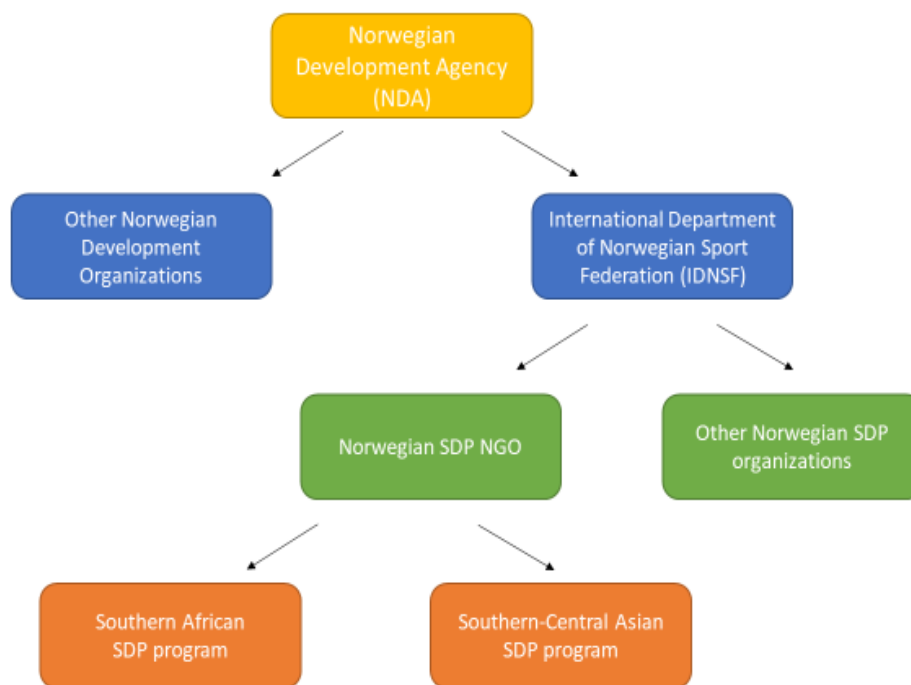 Norwegian
Development Agency
(NDA)
Other Norwegian
Development
Organizations
International Department
of Norwegian Sport
Federation (IDNSF)
Norwegian SDP NGO
Other Norwegian SDP
organizations
Southern African
SDP program
Southern-Central Asian
SDP program